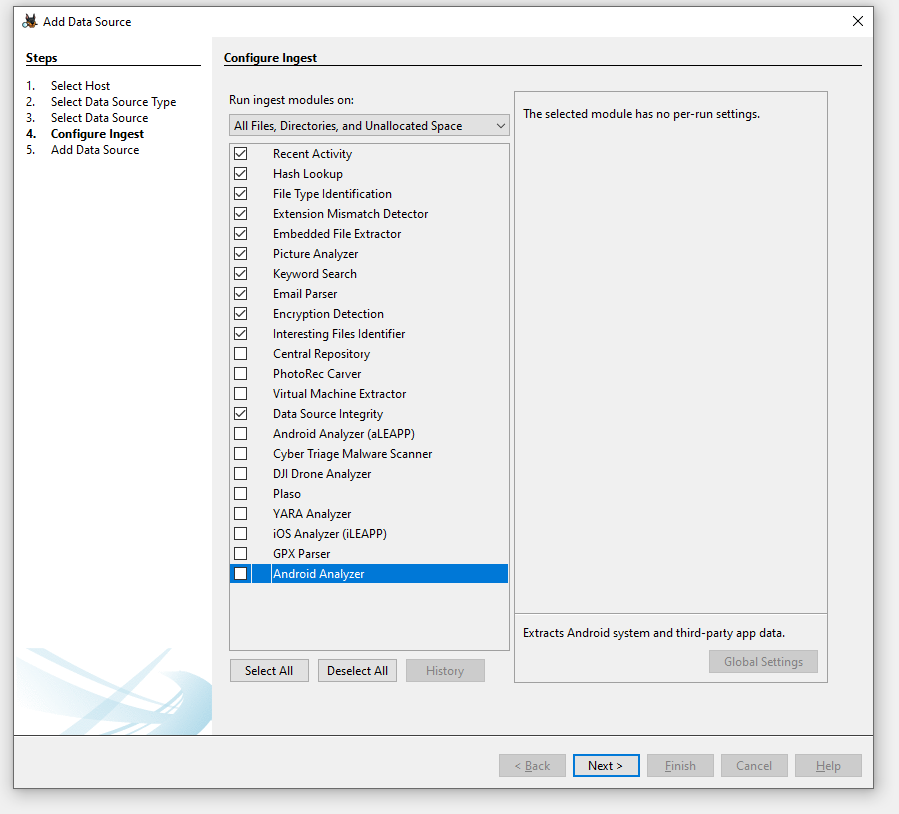 Add Data Source
Steps
1. Select Host
2. Select Data Source Type
3. Select Data Source
4. Configure Ingest
5. Add Data Source
Configure Ingest
Run ingest modules on:
All Files, Directories, and Unallocated Space
Recent Activity
Hash Lookup
File Type Identification
Extension Mismatch Detector
Embedded File Extractor
Picture Analyzer
Keyword Search
Email Parser
Encryption Detection
Interesting Files Identifier
Central Repository
PhotoRec Carver
Virtual Machine Extractor
Data Source Integrity
Android Analyzer (aLEAPP)
Cyber Triage Malware Scanner
DJI Drone Analyzer
Plaso
YARA Analyzer
iOS Analyzer (iLEAPP)
GPX Parser
Android Analyzer
Select All
Deselect All
History
The selected module has no per-run settings.
Extracts Android system and third-party app data.
Global Settings
< Back
Next >
Finish
Cancel
Help